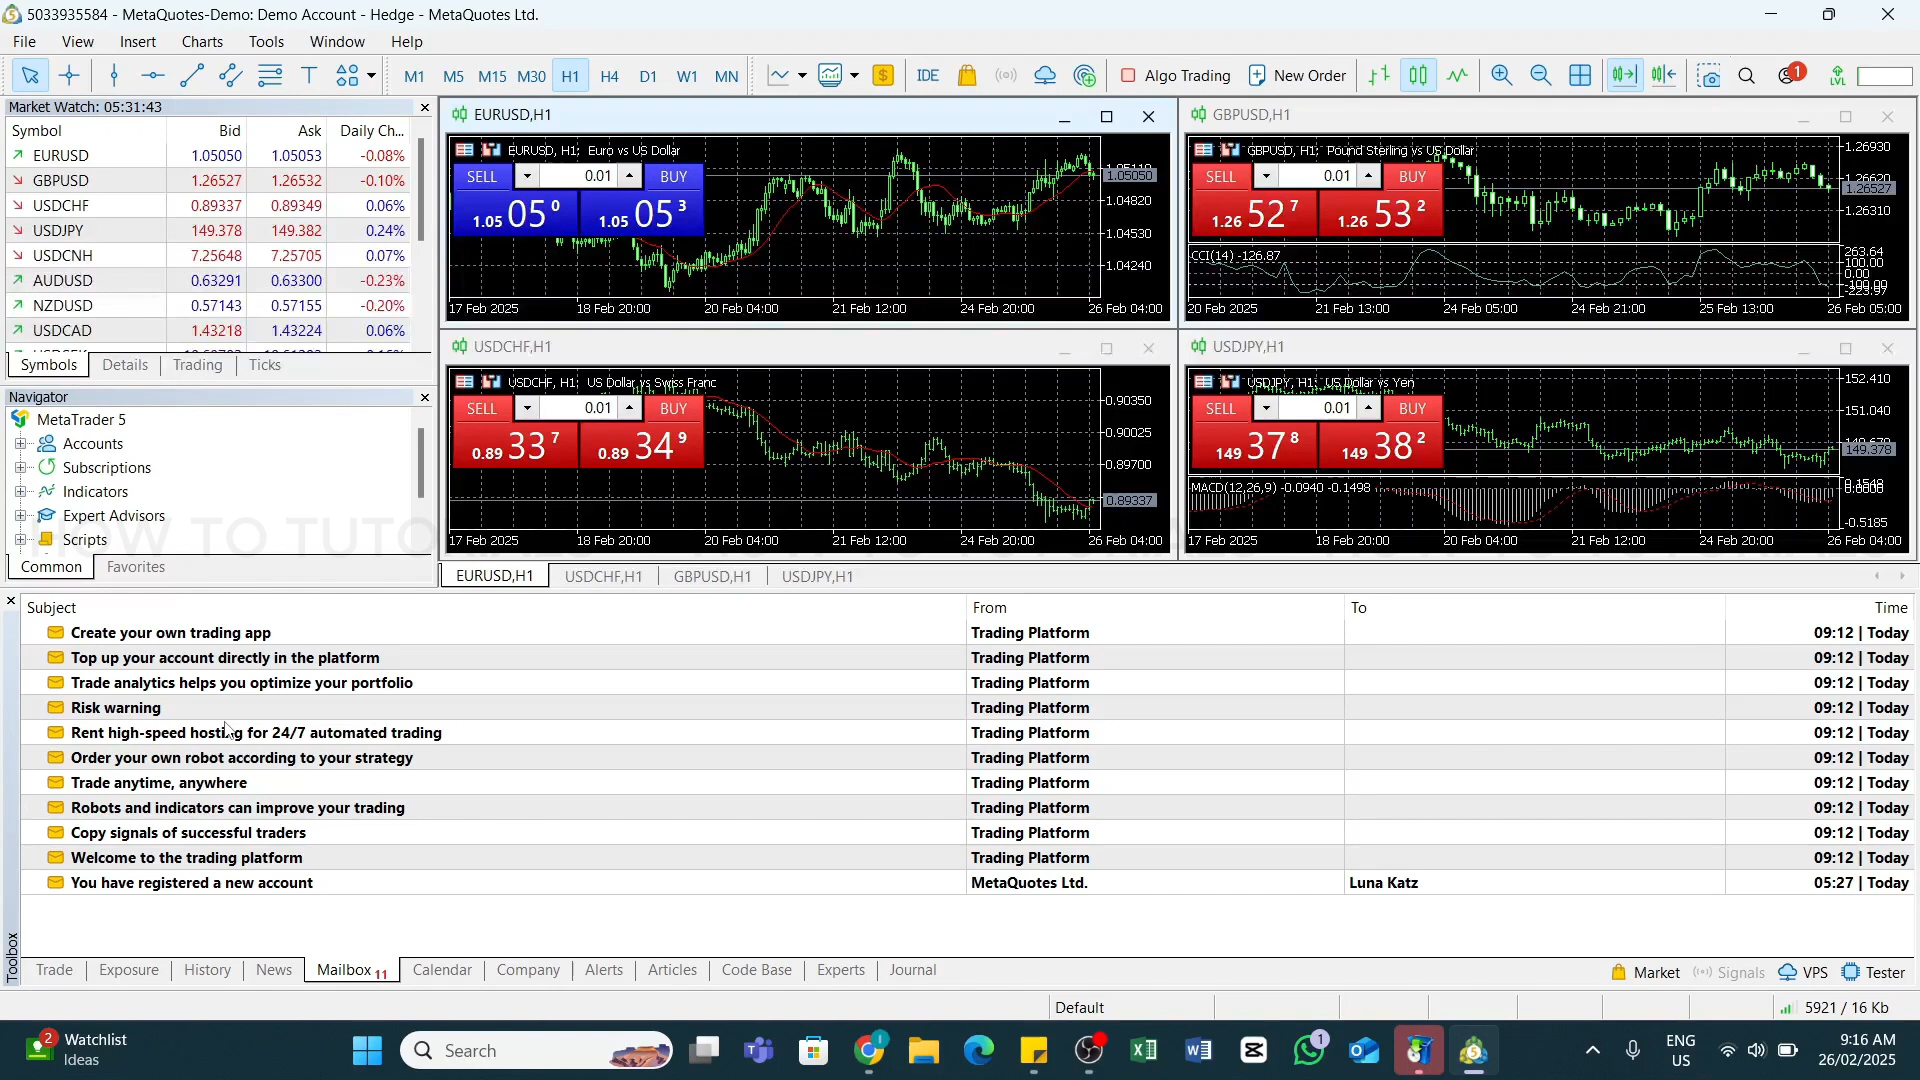 5033935584 - MetaQuotes-Demo: Demo Account - Hedge - MetaQuotes Ltd.
File View Insert Charts Tools Window Help
M1 M5 M15 M30 H1 H4 D1 W1 MN IDE Algo Trading New Order 1 LVL
Market Watch: 05:31:43
Symbol Bid Ask Daily Ch...
EURUSD 1.05050 1.05053 -0.08%
GBPUSD 1.26527 1.26532 -0.10%
USDCHF 0.89337 0.89349 0.06%
USDJPY 149.378 149.382 0.24%
USDCNH 7.25648 7.25705 0.07%
AUDUSD 0.63291 0.63300 -0.23%
NZDUSD 0.57143 0.57155 -0.20%
USDCAD 1.43218 1.43224 0.06%
Symbols Details Trading Ticks
Navigator
MetaTrader 5
Accounts
Subscriptions
Indicators
Expert Advisors
Scripts
HOW TO TUTOR
Common Favorites
EURUSD,H1
EURUSD, H1: Euro vs US Dollar
SELL 0.01 BUY
1.05 05 0 1.05 05 3
1.05110
1.05050
1.04820
1.04530
1.04240
17 Feb 2025 18 Feb 20:00 20 Feb 04:00 21 Feb 12:00 24 Feb 20:00 26 Feb 04:00
GBPUSD,H1
GBPUSD, H1: Pound Sterling vs US Dollar
SELL 0.01 BUY
1.26 52 7 1.26 53 2
1.26930
1.26620
1.26527
1.26310
CCI(14) -126.87
263.64
100.00
0.00
-100.00
20 Feb 2025 21 Feb 13:00 24 Feb 05:00 24 Feb 21:00 25 Feb 13:00 26 Feb 05:00
USDCHF,H1
USDCHF, H1: US Dollar vs Swiss Franc
SELL 0.01 BUY
0.89 33 7 0.89 34 9
0.90350
0.90025
0.89700
0.89337
17 Feb 2025 18 Feb 20:00 20 Feb 04:00 21 Feb 12:00 24 Feb 20:00 26 Feb 04:00
USDJPY,H1
USDJPY, H1: US Dollar vs Yen
SELL 0.01 BUY
149 37 8 149 38 2
152.410
151.040
149.378
MACD(12,26,9) -0.0940 -0.1498
0.0000
-0.5185
17 Feb 2025 18 Feb 20:00 20 Feb 04:00 21 Feb 12:00 24 Feb 20:00 26 Feb 04:00
EURUSD,H1 USDCHF,H1 GBPUSD,H1 USDJPY,H1
Subject From To Time
Create your own trading app Trading Platform 09:12 | Today
Top up your account directly in the platform Trading Platform 09:12 | Today
Trade analytics helps you optimize your portfolio Trading Platform 09:12 | Today
Risk warning Trading Platform 09:12 | Today
Rent high-speed hosting for 24/7 automated trading Trading Platform 09:12 | Today
Order your own robot according to your strategy Trading Platform 09:12 | Today
Trade anytime, anywhere Trading Platform 09:12 | Today
Robots and indicators can improve your trading Trading Platform 09:12 | Today
Copy signals of successful traders Trading Platform 09:12 | Today
Welcome to the trading platform Trading Platform 09:12 | Today
You have registered a new account MetaQuotes Ltd. Luna Katz 05:27 | Today
Toolbox
Trade Exposure History News Mailbox 11 Calendar Company Alerts Articles Code Base Experts Journal Market Signals VPS Tester
Default 5921 / 16 Kb
2 Watchlist
Ideas
Search
1
ENG
US
9:16 AM
26/02/2025